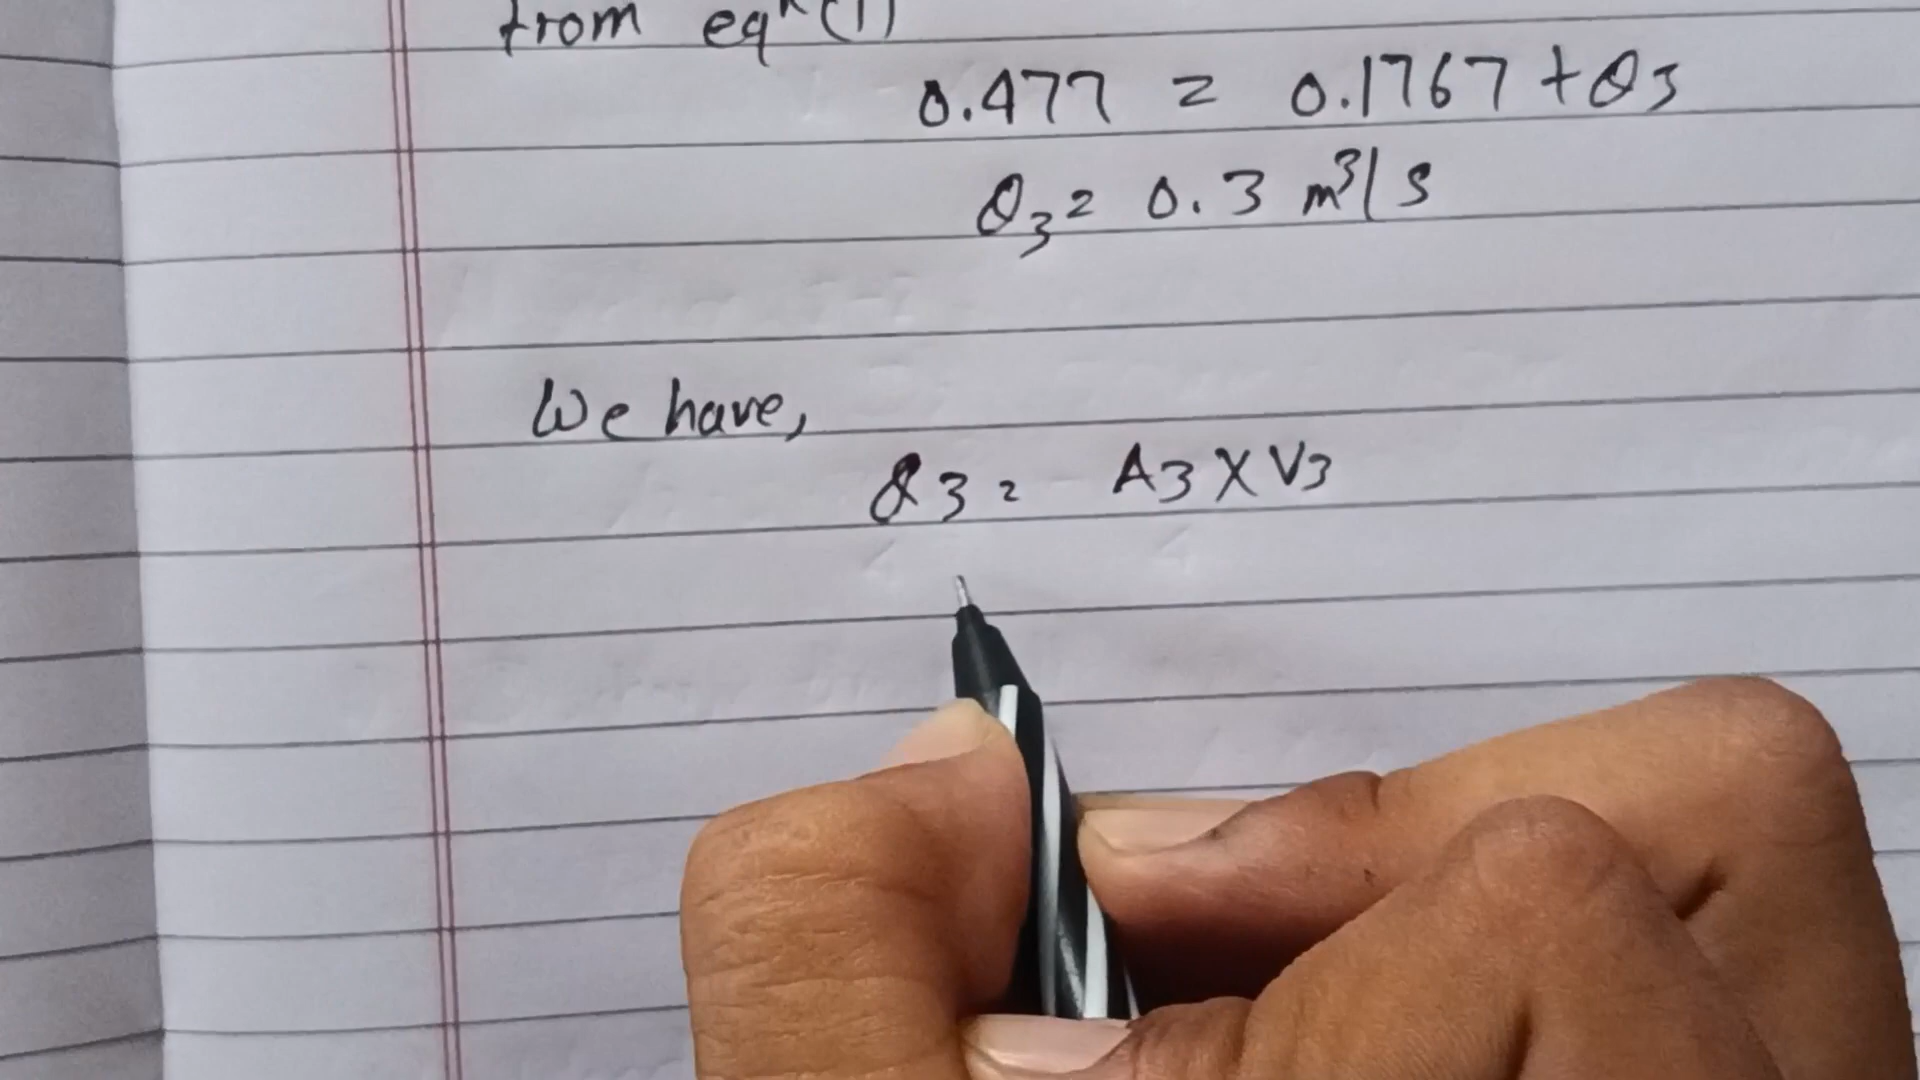 from eqⁿ (1)
0.477 = 0.1767 + Q3
Q3 = 0.3 m³/s
We have,
Q3 = A3 X V3